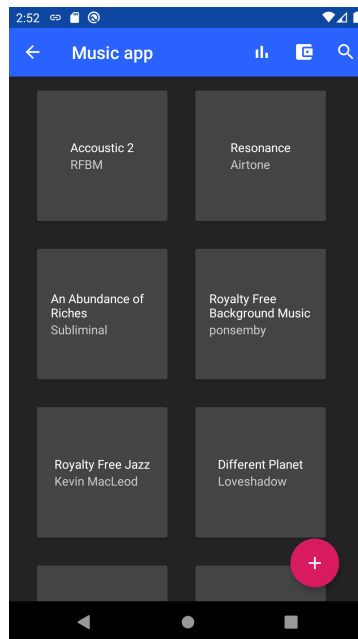 2:52
Music app
Accoustic 2
RFBM
Resonance
Airtone
An Abundance of
Riches
Subliminal
Royalty Free
Background Music
ponsemby
Royalty Free Jazz
Kevin MacLeod
Different Planet
Loveshadow